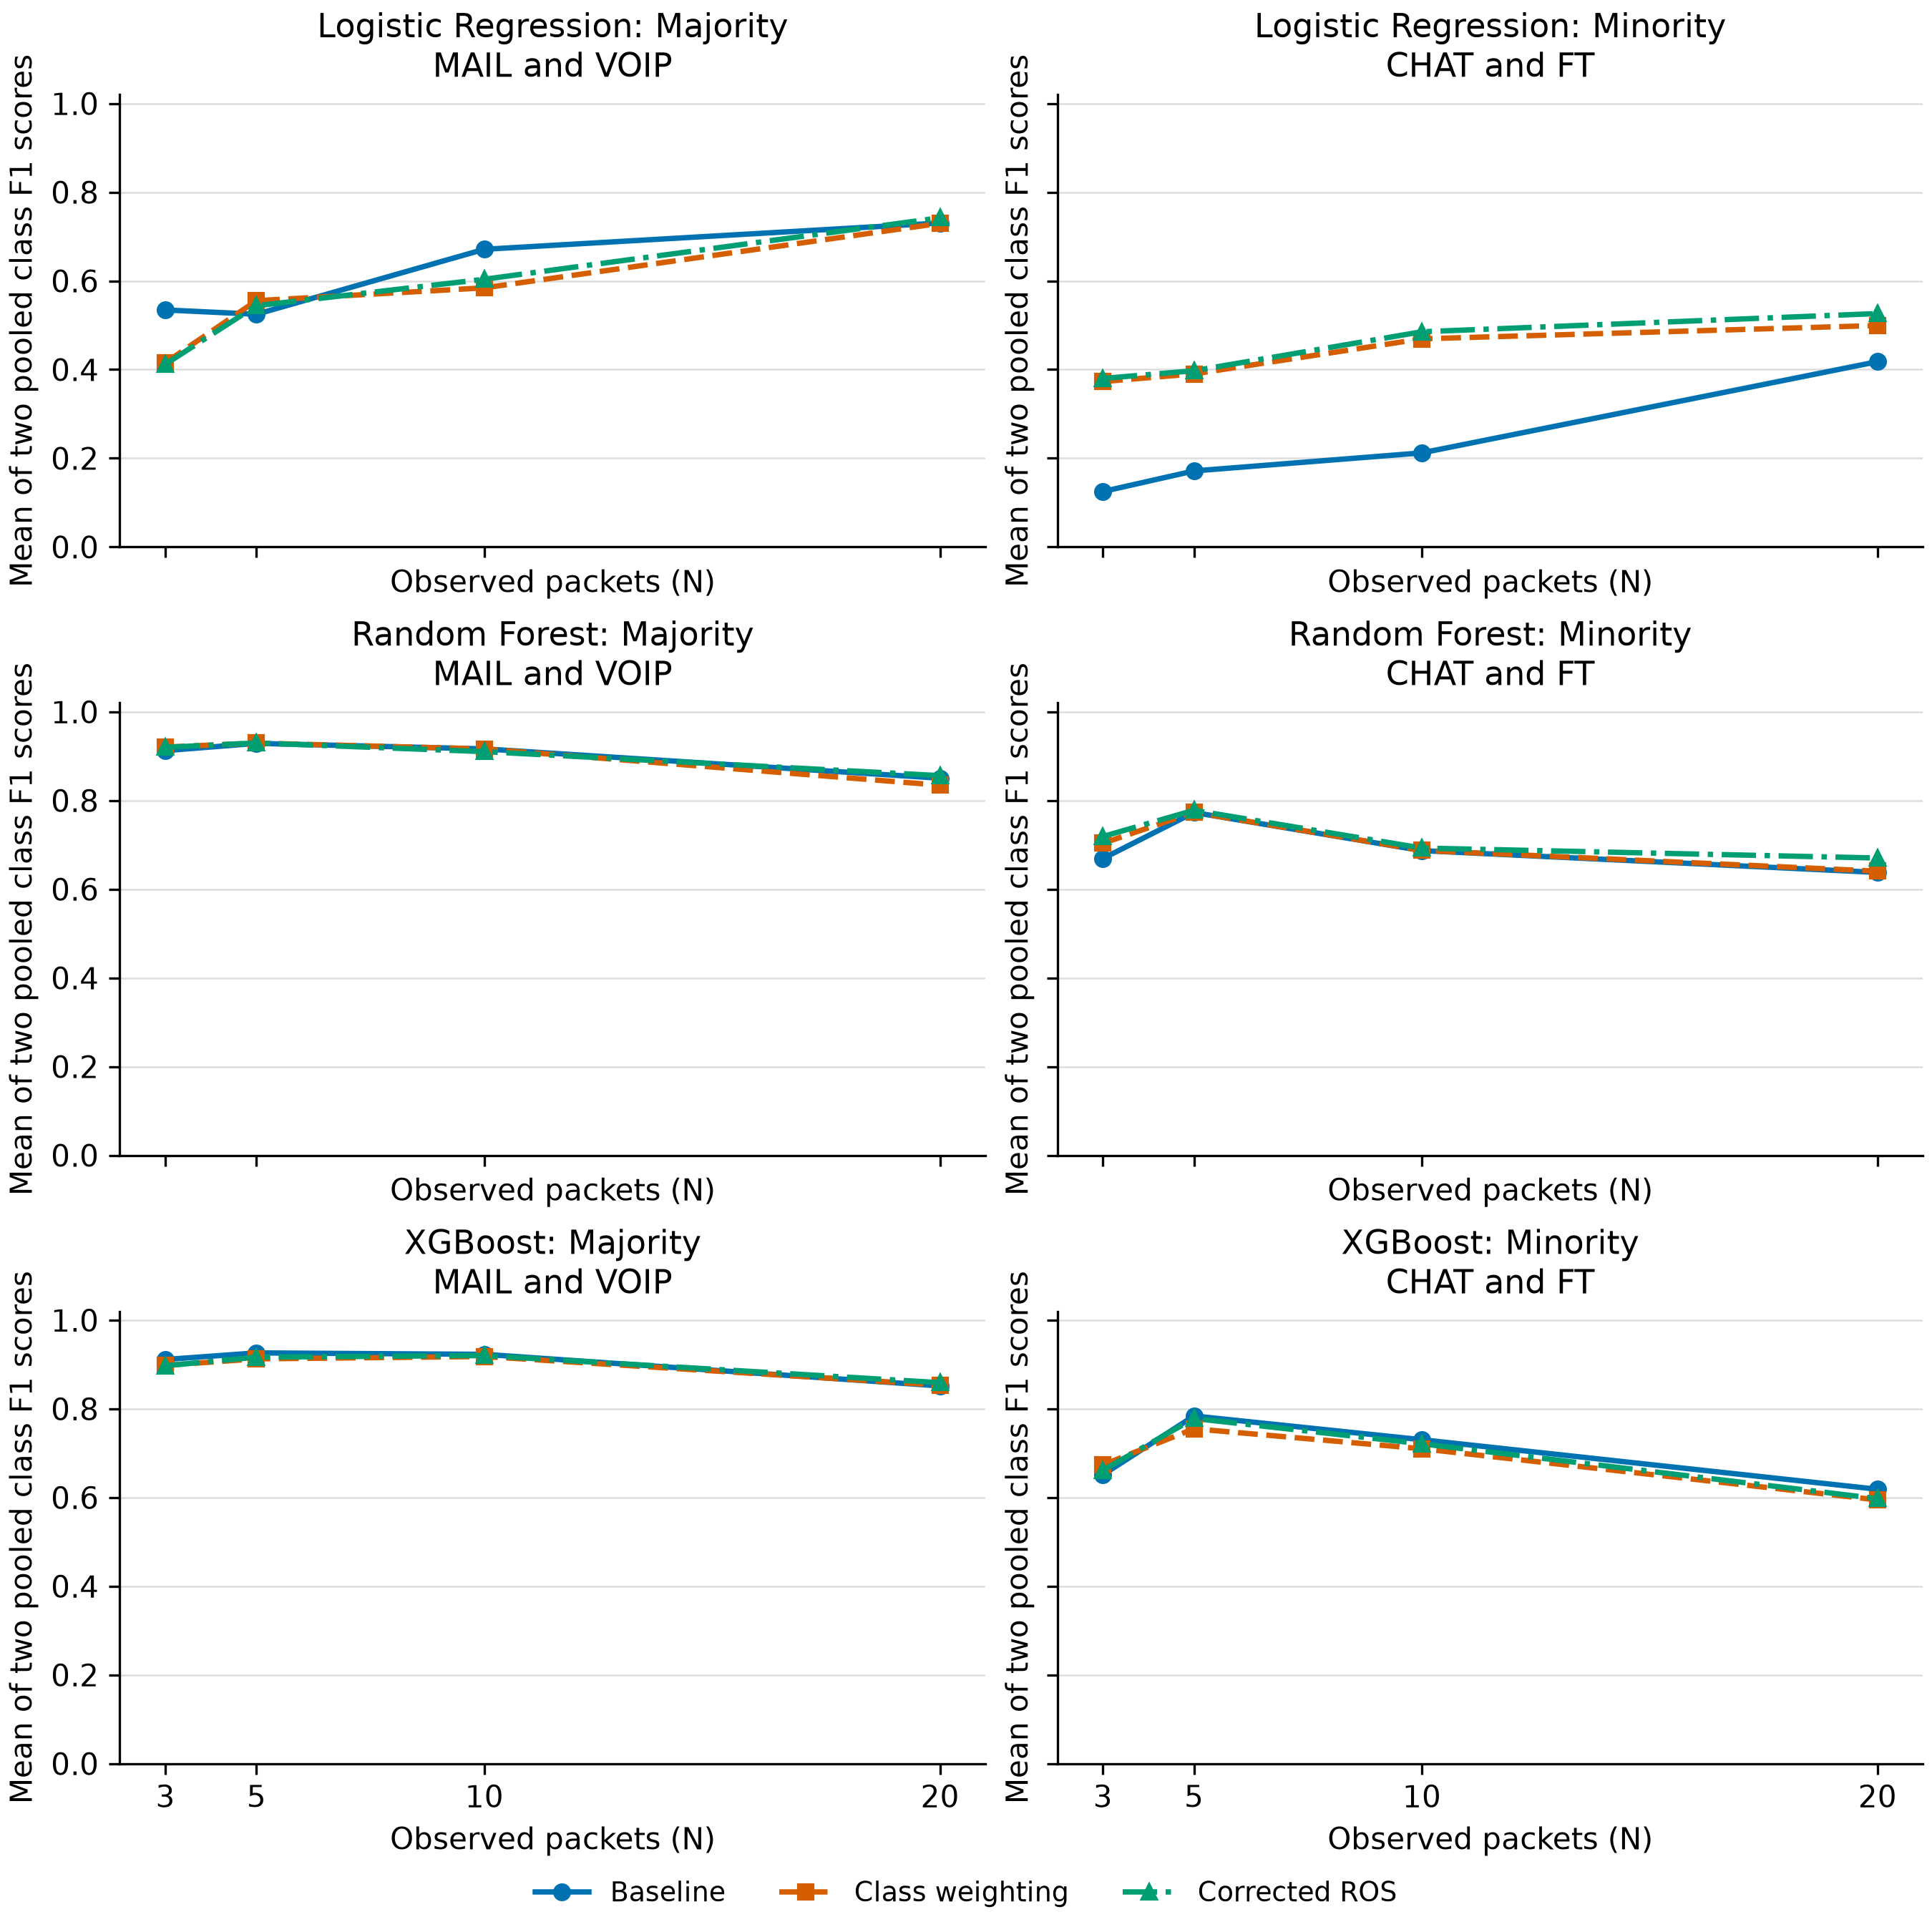 Logistic Regression: Majority
MAIL and VOIP
Mean of two pooled class F1 scores
1.0
0.8
0.6
0.4
0.2
0.0
Observed packets (N)
Logistic Regression: Minority
CHAT and FT
Mean of two pooled class F1 scores
Observed packets (N)
Random Forest: Majority
MAIL and VOIP
Mean of two pooled class F1 scores
1.0
0.8
0.6
0.4
0.2
0.0
Observed packets (N)
Random Forest: Minority
CHAT and FT
Mean of two pooled class F1 scores
Observed packets (N)
XGBoost: Majority
MAIL and VOIP
Mean of two pooled class F1 scores
1.0
0.8
0.6
0.4
0.2
0.0
3 5 10 20
Observed packets (N)
XGBoost: Minority
CHAT and FT
Mean of two pooled class F1 scores
3 5 10 20
Observed packets (N)
Baseline Class weighting Corrected ROS